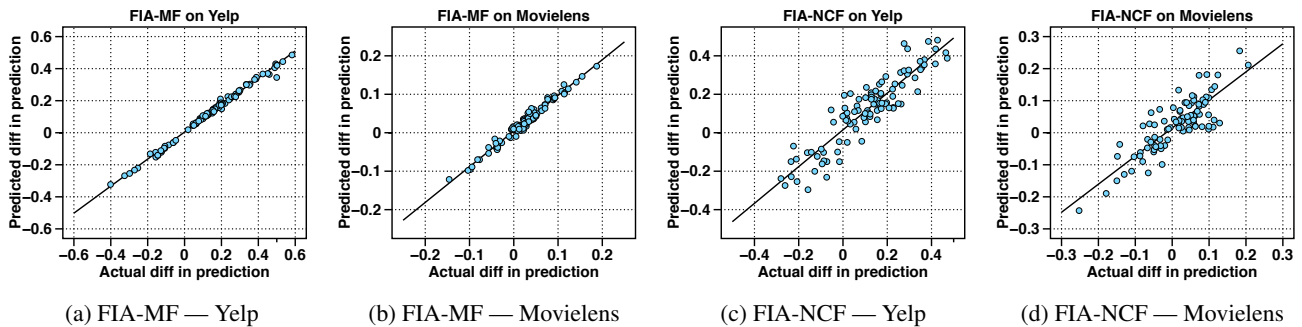 FIA-MF on Yelp
Predicted diff in prediction
0.6
0.4
0.2
0
−0.2
−0.4
−0.6
−0.6 −0.4 −0.2 0 0.2 0.4 0.6
Actual diff in prediction
(a) FIA-MF — Yelp
FIA-MF on Movielens
Predicted diff in prediction
0.2
0.1
0
−0.1
−0.2
−0.2 −0.1 0 0.1 0.2
Actual diff in prediction
(b) FIA-MF — Movielens
FIA-NCF on Yelp
Predicted diff in prediction
0.4
0.2
0
−0.2
−0.4
−0.4 −0.2 0 0.2 0.4
Actual diff in prediction
(c) FIA-NCF — Yelp
FIA-NCF on Movielens
Predicted diff in prediction
0.3
0.2
0.1
0
−0.1
−0.2
−0.3
−0.3 −0.2 −0.1 0 0.1 0.2 0.3
Actual diff in prediction
(d) FIA-NCF — Movielens